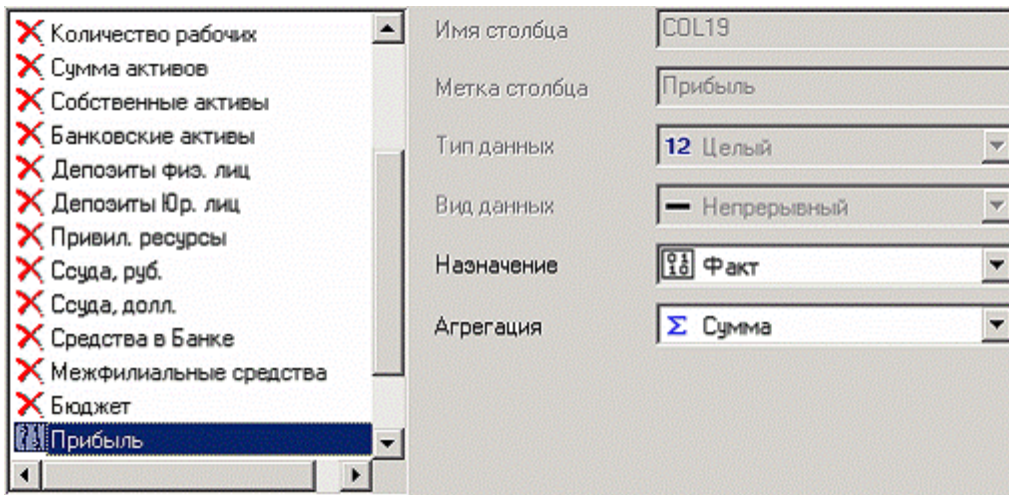 Количество рабочих
Сумма активов
Собственные активы
Банковские активы
Депозиты физ. лиц
Депозиты Юр. лиц
Привил. ресурсы
Ссуда, руб.
Ссуда, долл.
Средства в Банке
Межфилиальные средства
Бюджет
Прибыль
Имя столбца COL19
Метка столбца Прибыль
Тип данных 12 Целый
Вид данных Непрерывный
Назначение Факт
Агрегация Σ Сумма